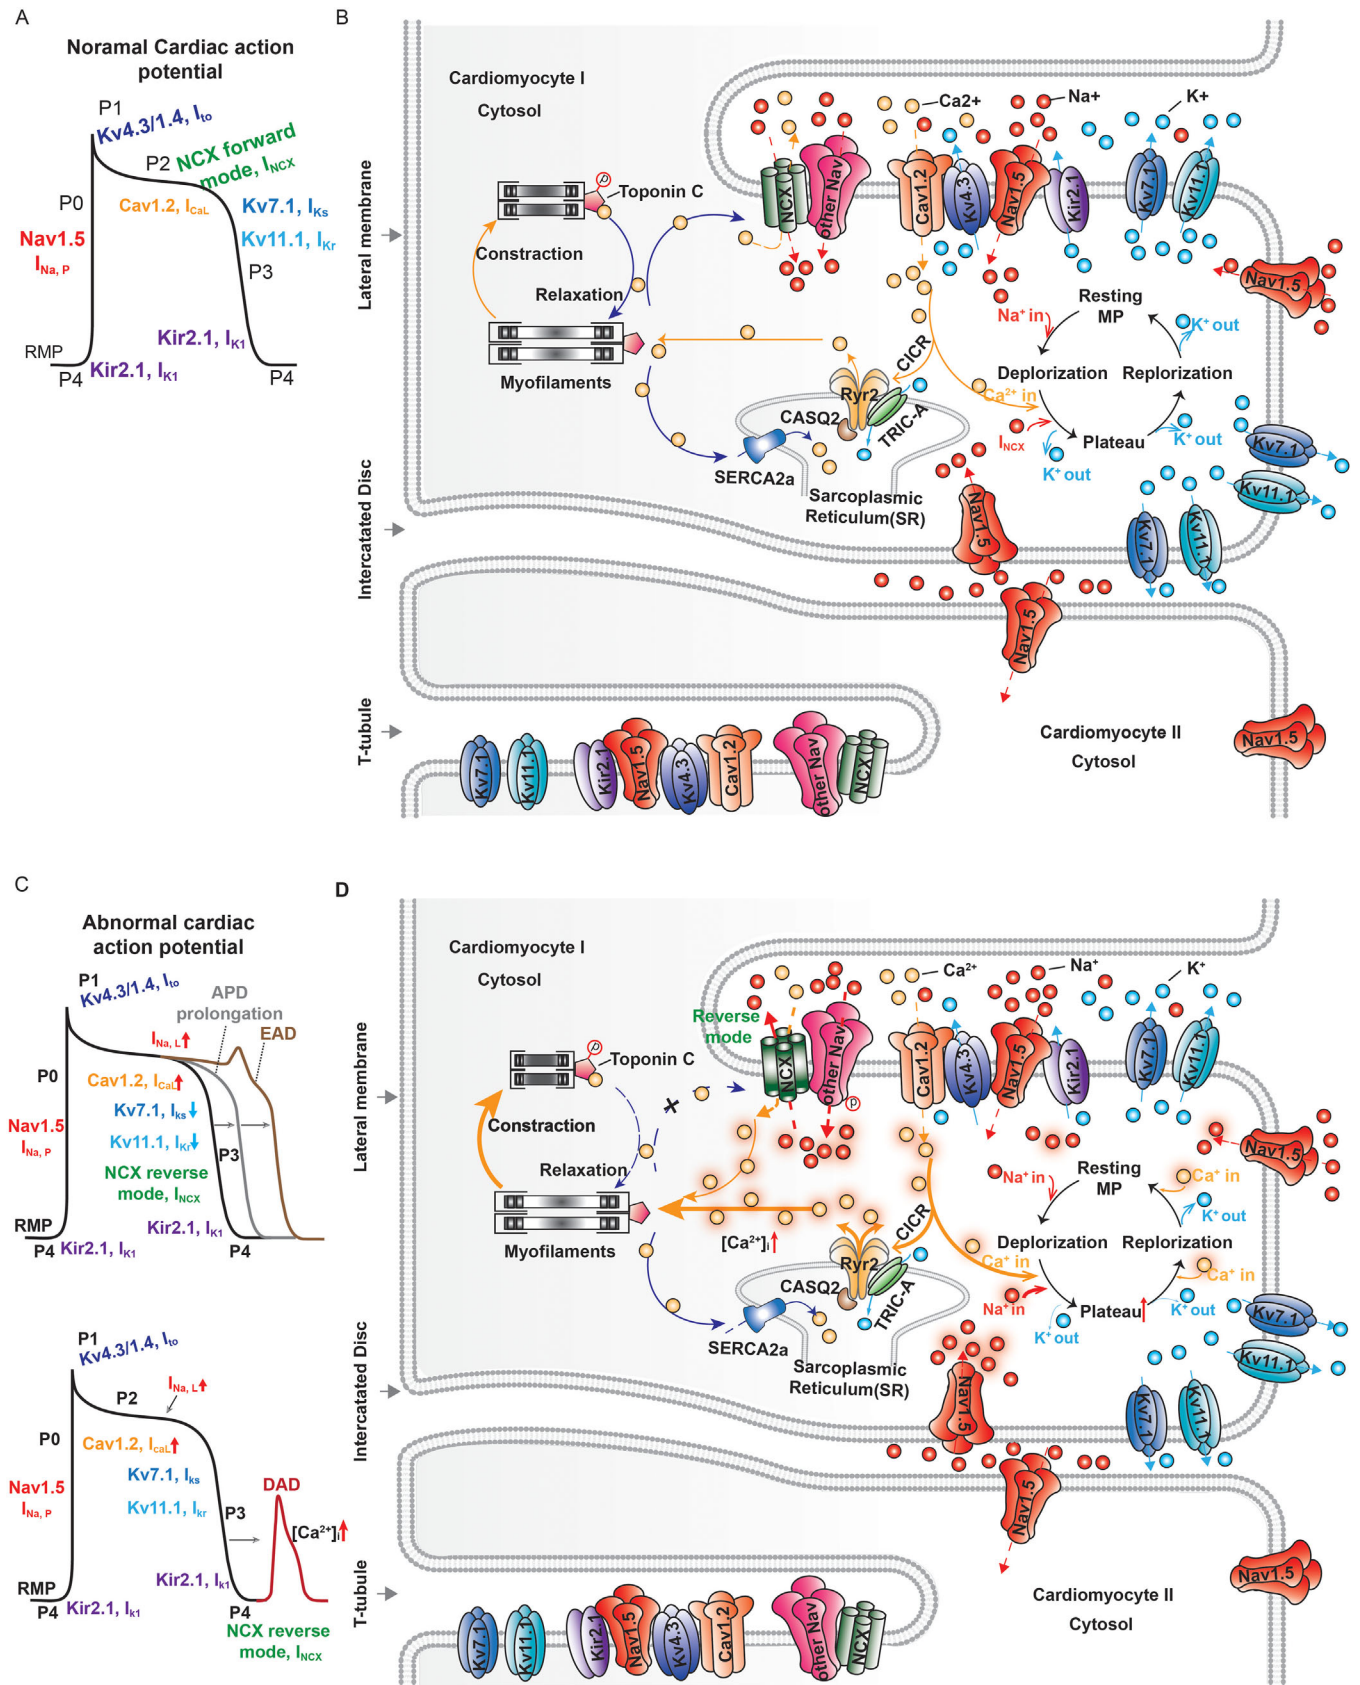 A
Noramal Cardiac action
potential
P1
Kv4.3/1.4, Ito
P2
NCX forward
mode, INCX
P0
Cav1.2, ICaL
Kv7.1, IKs
Nav1.5
INa, P
Kv11.1, IKr
P3
Kir2.1, IK1
RMP
P4
Kir2.1, IK1
P4
B
Cardiomyocyte I
Cytosol
Lateral membrane
Intercatated Disc
T-tubule
Ca2+
Na+
K+
p
Toponin C
NCX
other Nav
Cav1.2
Kv4.3
Nav1.5
Kir2.1
Kv7.1
Kv11.1
Constraction
Relaxation
Myofilaments
Nav1.5
Resting
MP
Na+ in
K+ out
Deplorization
Replorization
CICR
Ca2+ in
INCX
Plateau
K+ out
K+ out
Ryr2
CASQ2
TRIC-A
SERCA2a
Sarcoplasmic
Reticulum(SR)
Kv7.1
Kv11.1
Nav1.5
Kv7.1
Kv11.1
Nav1.5
Cardiomyocyte II
Cytosol
Nav1.5
Kv7.1
Kv11.1
Kir2.1
Nav1.5
Kv4.3
Cav1.2
other Nav
NCX
C
Abnormal cardiac
action potential
P1
Kv4.3/1.4, Ito
APD
prolongation
INa, L
EAD
P0
Cav1.2, ICaL
Kv7.1, Iks
Nav1.5
INa, P
Kv11.1, IKr
P3
NCX reverse
mode, INCX
RMP
Kir2.1, IK1
P4
Kir2.1, IK1
P4
P1
Kv4.3/1.4, Ito
INa, L
P2
P0
Cav1.2, IcaL
Kv7.1, Iks
Nav1.5
INa, P
Kv11.1, Ikr
P3
DAD
[Ca2+]i
Kir2.1, Ik1
RMP
P4
Kir2.1, Ik1
P4
NCX reverse
mode, INCX
D
Cardiomyocyte I
Cytosol
Lateral membrane
Intercatated Disc
T-tubule
Ca2+
Na+
K+
Reverse
mode
p
Toponin C
NCX
other Nav
p
Cav1.2
Kv4.3
Nav1.5
Kir2.1
Kv7.1
Kv11.1
Constraction
Relaxation
Myofilaments
[Ca2+]i
Nav1.5
Resting
MP
Na+ in
Ca+ in
K+ out
Deplorization
Replorization
CICR
Ca+ in
Ca+ in
Na+ in
Plateau
K+ out
K+ out
Ryr2
CASQ2
TRIC-A
SERCA2a
Sarcoplasmic
Reticulum(SR)
Kv7.1
Kv11.1
Nav1.5
Kv7.1
Kv11.1
Nav1.5
Cardiomyocyte II
Cytosol
Nav1.5
Kv7.1
Kv11.1
Kir2.1
Nav1.5
Kv4.3
Cav1.2
other Nav
NCX